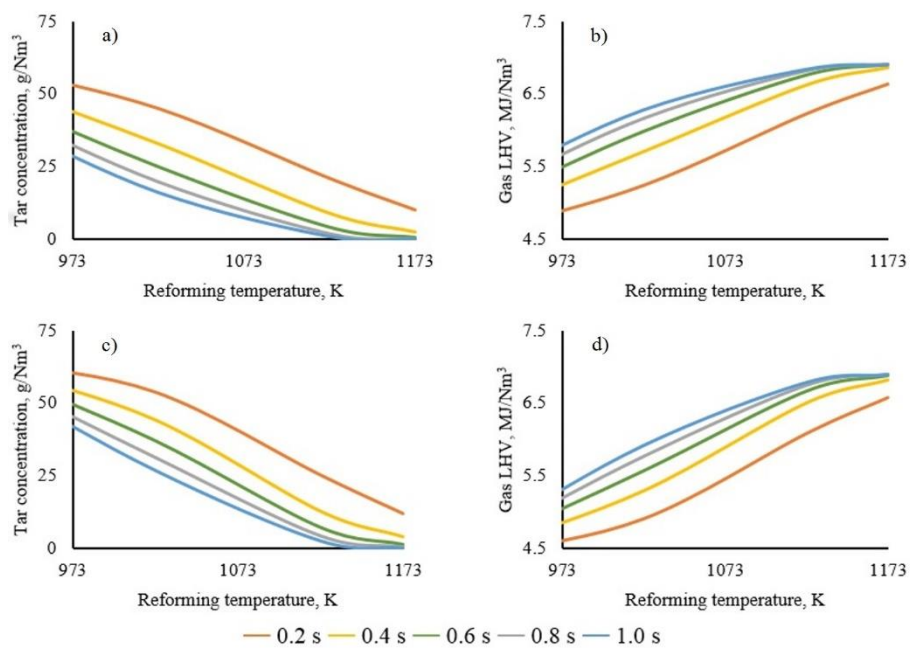 a)
Tar concentration, g/Nm³
75
50
25
0
973
1073
1173
Reforming temperature, K
b)
Gas LHV, MJ/Nm³
7.5
6.5
5.5
4.5
973
1073
1173
Reforming temperature, K
c)
Tar concentration, g/Nm³
75
50
25
0
973
1073
1173
Reforming temperature, K
d)
Gas LHV, MJ/Nm³
7.5
6.5
5.5
4.5
973
1073
1173
Reforming temperature, K
0.2 s 0.4 s 0.6 s 0.8 s 1.0 s